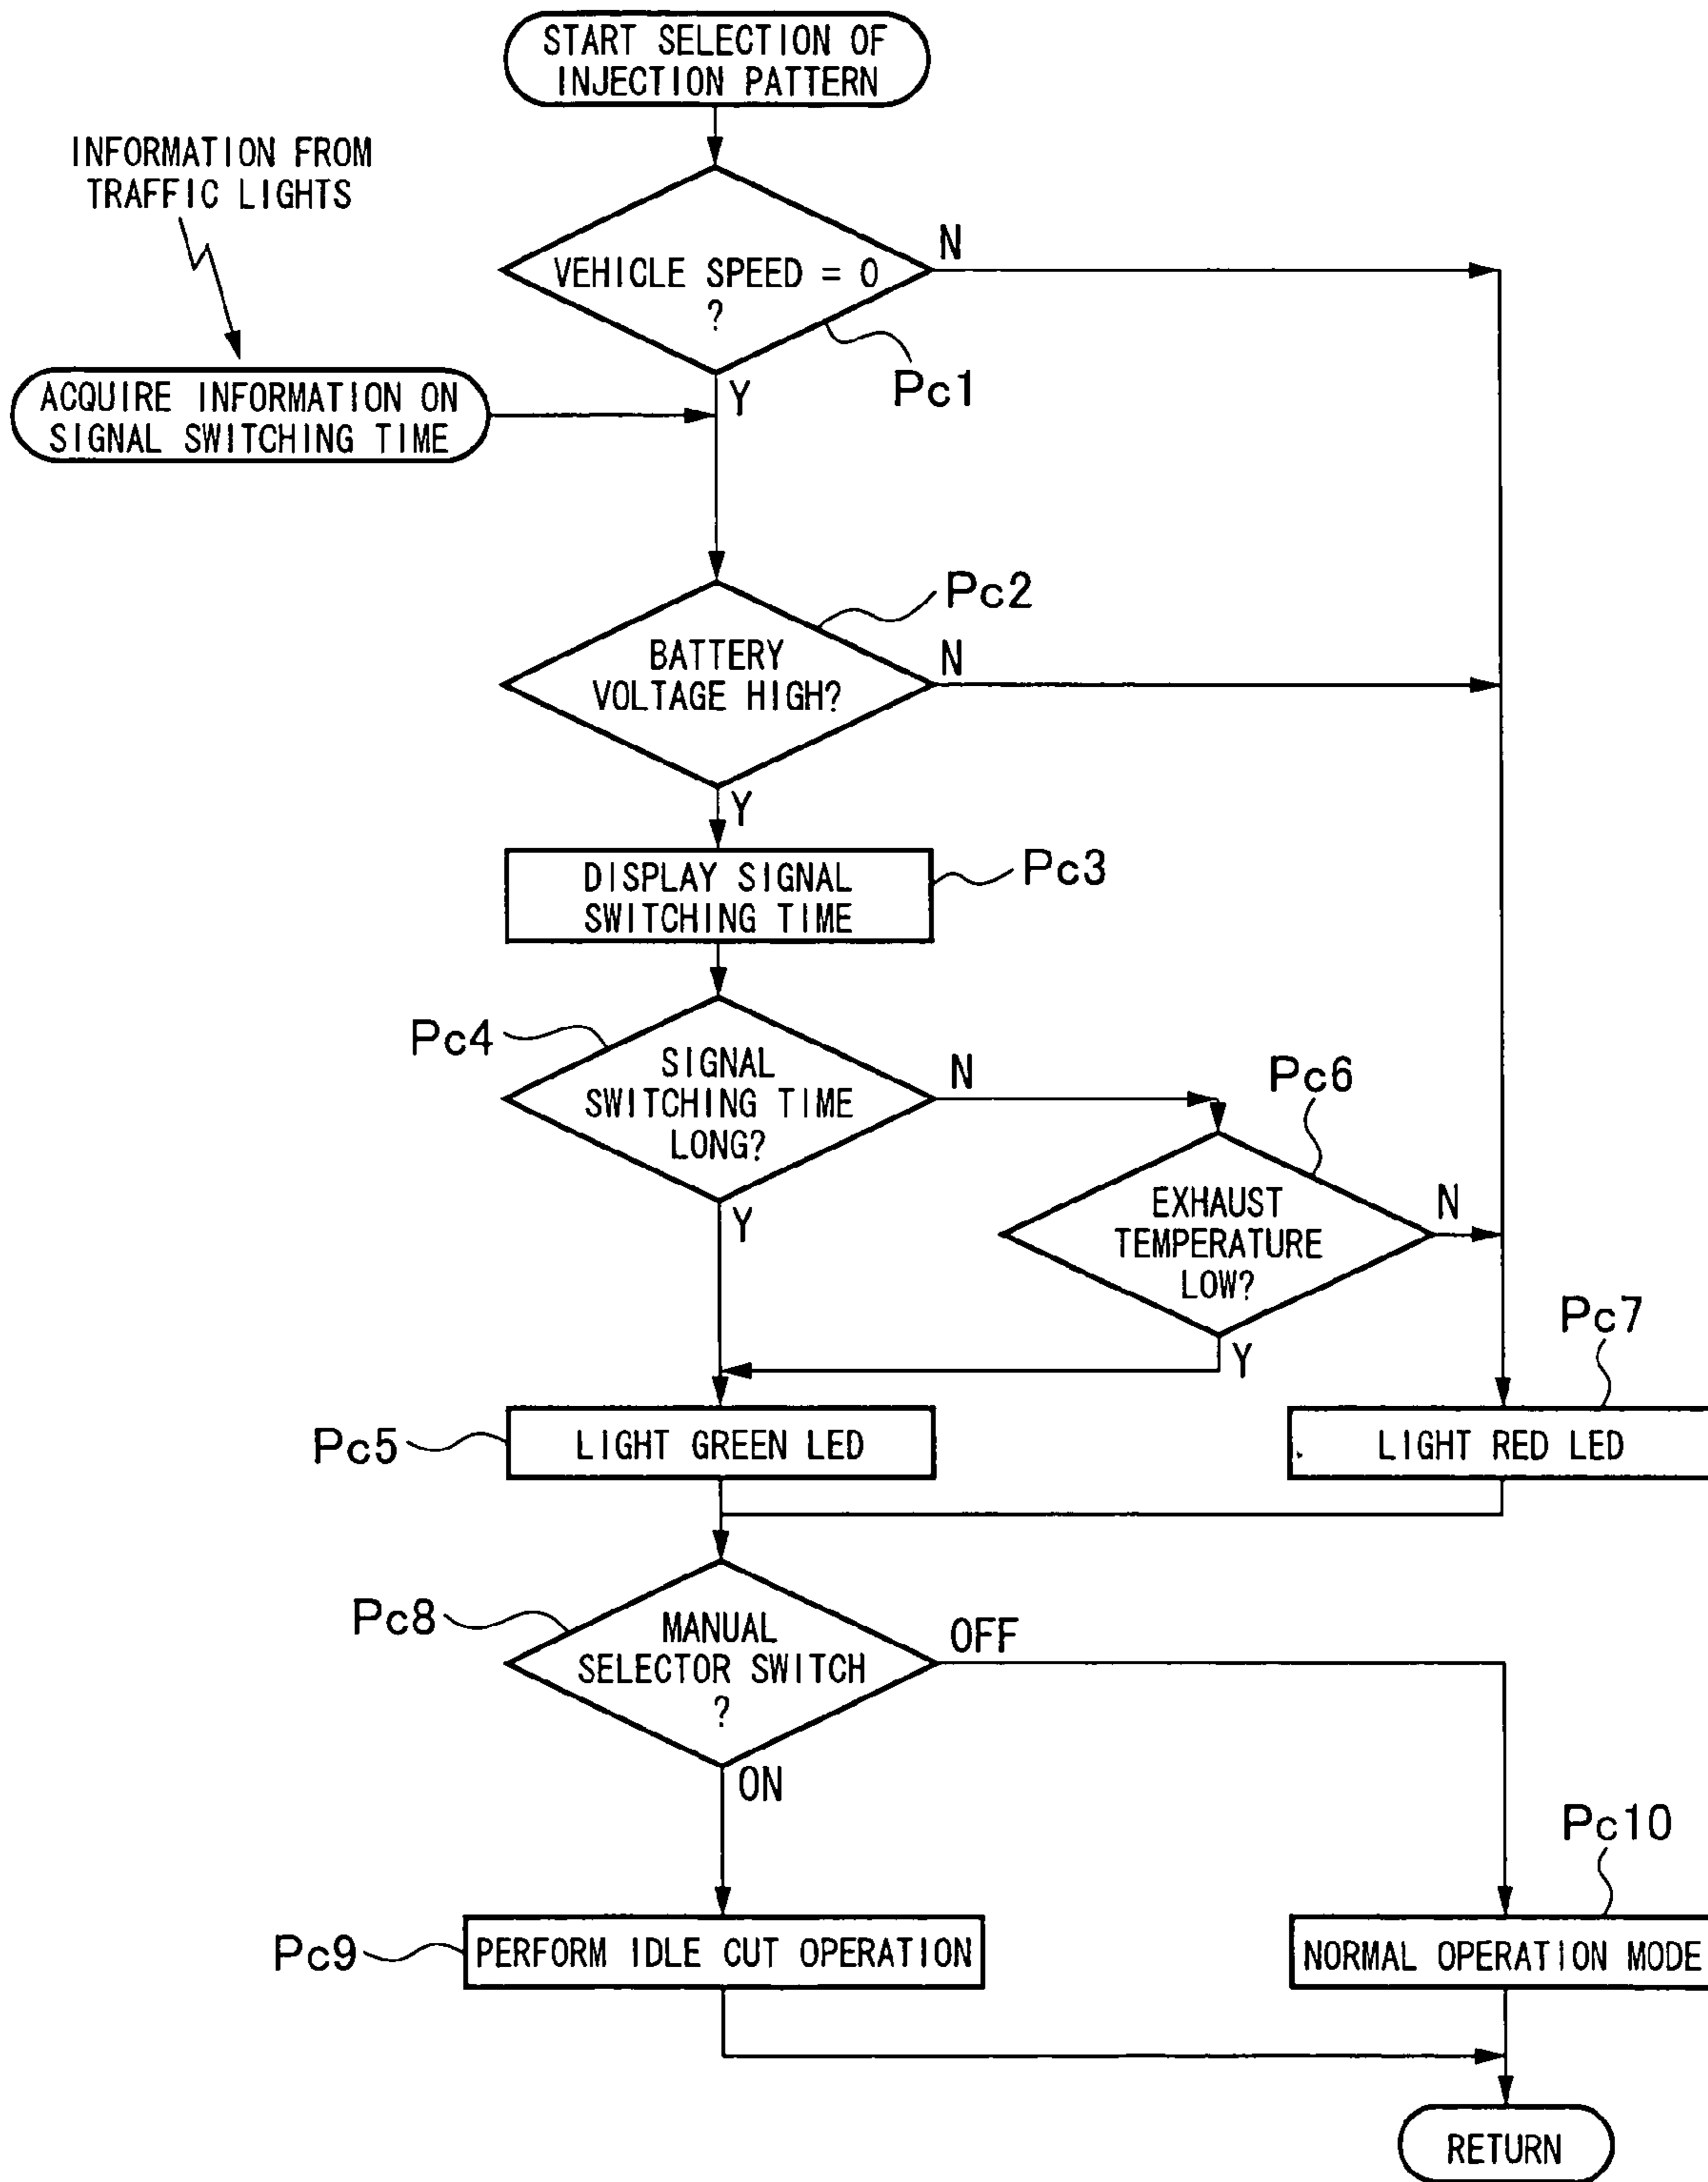 START SELECTION OF
INJECTION PATTERN
INFORMATION FROM
TRAFFIC LIGHTS
N
VEHICLE SPEED = 0
?
Pc1
Y
ACQUIRE INFORMATION ON
SIGNAL SWITCHING TIME
Pc2
BATTERY
VOLTAGE HIGH?
N
Y
DISPLAY SIGNAL
SWITCHING TIME
Pc3
Pc4
SIGNAL
SWITCHING TIME
LONG?
N
Y
Pc6
EXHAUST
TEMPERATURE
LOW?
N
Y
Pc7
Pc5
LIGHT GREEN LED
LIGHT RED LED
Pc8
MANUAL
SELECTOR SWITCH
?
OFF
ON
Pc10
Pc9
PERFORM IDLE CUT OPERATION
NORMAL OPERATION MODE
RETURN